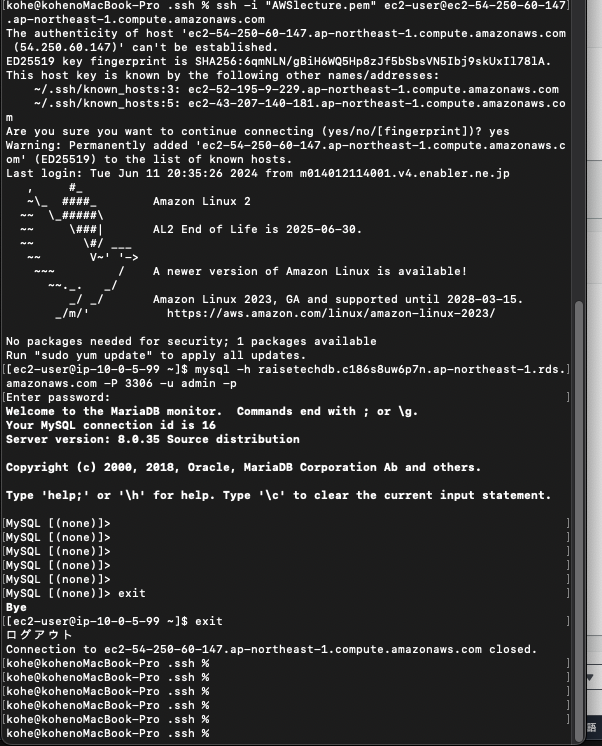 [kohe@kohenoMacBook-Pro .ssh % ssh -i "AWSlecture.pem" ec2-user@ec2-54-250-60-147]
.ap-northeast-1.compute.amazonaws.com
The authenticity of host 'ec2-54-250-60-147.ap-northeast-1.compute.amazonaws.com
 (54.250.60.147)' can't be established.
ED25519 key fingerprint is SHA256:6qmNLN/gBiH6WQ5Hp8zJf5bSbsVN5Ibj9skUxIl78lA.
This host key is known by the following other names/addresses:
    ~/.ssh/known_hosts:3: ec2-52-195-9-229.ap-northeast-1.compute.amazonaws.com
    ~/.ssh/known_hosts:5: ec2-43-207-140-181.ap-northeast-1.compute.amazonaws.co
m
Are you sure you want to continue connecting (yes/no/[fingerprint])? yes
Warning: Permanently added 'ec2-54-250-60-147.ap-northeast-1.compute.amazonaws.c
om' (ED25519) to the list of known hosts.
Last login: Tue Jun 11 20:35:26 2024 from m014012114001.v4.enabler.ne.jp
   ,     #_
   ~\_  ####_        Amazon Linux 2
  ~~  \_#####\
  ~~     \###|       AL2 End of Life is 2025-06-30.
  ~~       \#/ ___
   ~~       V~' '->
    ~~~         /    A newer version of Amazon Linux is available!
      ~~._.   _/
         _/ _/       Amazon Linux 2023, GA and supported until 2028-03-15.
       _/m/'           https://aws.amazon.com/linux/amazon-linux-2023/

No packages needed for security; 1 packages available
Run "sudo yum update" to apply all updates.
[[ec2-user@ip-10-0-5-99 ~]$ mysql -h raisetechdb.c186s8uw6p7n.ap-northeast-1.rds.]
amazonaws.com -P 3306 -u admin -p
[Enter password: ]
Welcome to the MariaDB monitor.  Commands end with ; or \g.
Your MySQL connection id is 16
Server version: 8.0.35 Source distribution

Copyright (c) 2000, 2018, Oracle, MariaDB Corporation Ab and others.

Type 'help;' or '\h' for help. Type '\c' to clear the current input statement.

[MySQL [(none)]> ]
[MySQL [(none)]> ]
[MySQL [(none)]> ]
[MySQL [(none)]> ]
[MySQL [(none)]> ]
[MySQL [(none)]> exit ]
Bye
[[ec2-user@ip-10-0-5-99 ~]$ exit ]
ログアウト
Connection to ec2-54-250-60-147.ap-northeast-1.compute.amazonaws.com closed.
[kohe@kohenoMacBook-Pro .ssh % ]
[kohe@kohenoMacBook-Pro .ssh % ]
[kohe@kohenoMacBook-Pro .ssh % ]
[kohe@kohenoMacBook-Pro .ssh % ]
[kohe@kohenoMacBook-Pro .ssh % ]
kohe@kohenoMacBook-Pro .ssh %
語